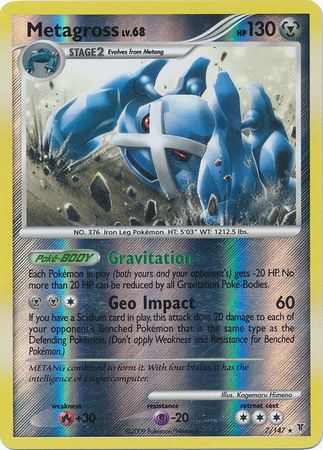 Metagross LV.68
HP 130
STAGE2 Evolves from Metang
NO. 376 Iron Leg Pokémon HT: 5'03" WT: 1212.5 lbs.
Poké-BODY Gravitation
Each Pokémon in play (both yours and your opponent's) gets -20 HP. No
more than 20 HP can be reduced by all Gravitation Poké-Bodies.
Geo Impact 60
If you have a Stadium card in play, this attack does 20 damage to each of
your opponent's Benched Pokémon that is the same type as the
Defending Pokémon. (Don't apply Weakness and Resistance for Benched
Pokémon.)
METANG combined to form it. With four brains, it has the
intelligence of a supercomputer.
Illus. Kagemaru Himeno
weakness resistance retreat cost
+30 -20
©2009 Pokémon/Nintendo 7/147